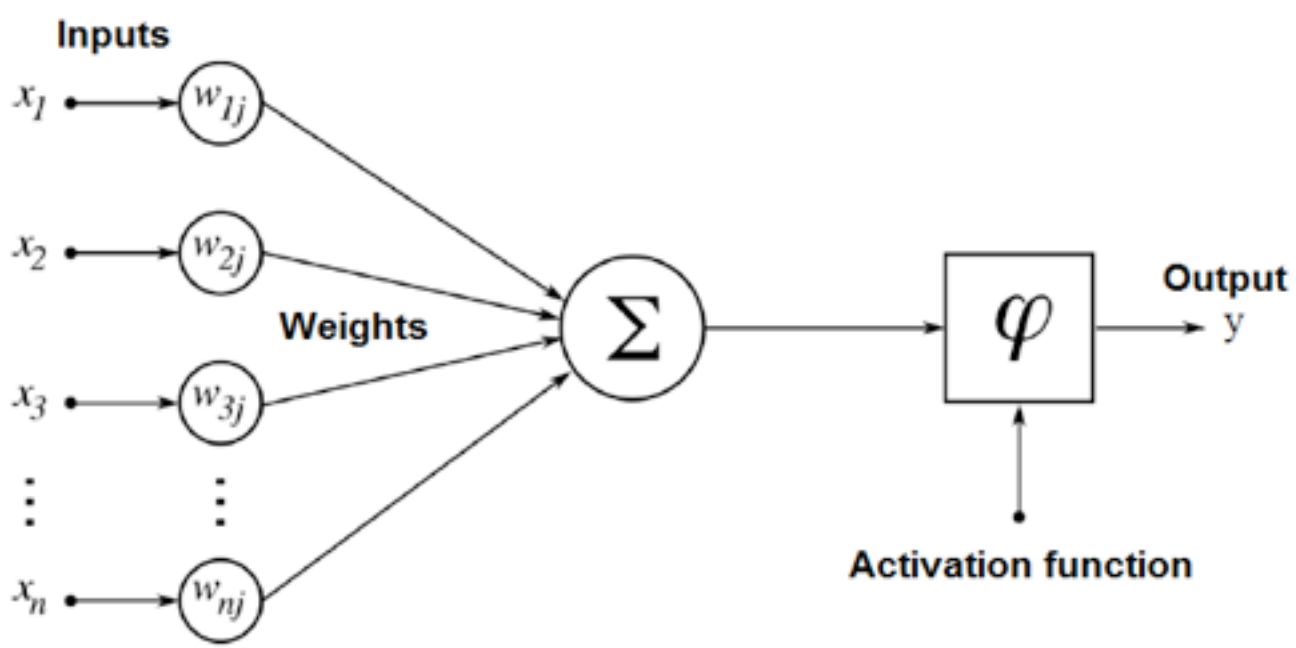 Inputs
x1 w1j
x2 w2j
Weights
Σ
φ
Output
y
x3 w3j
⋮ ⋮
xn wnj
Activation function